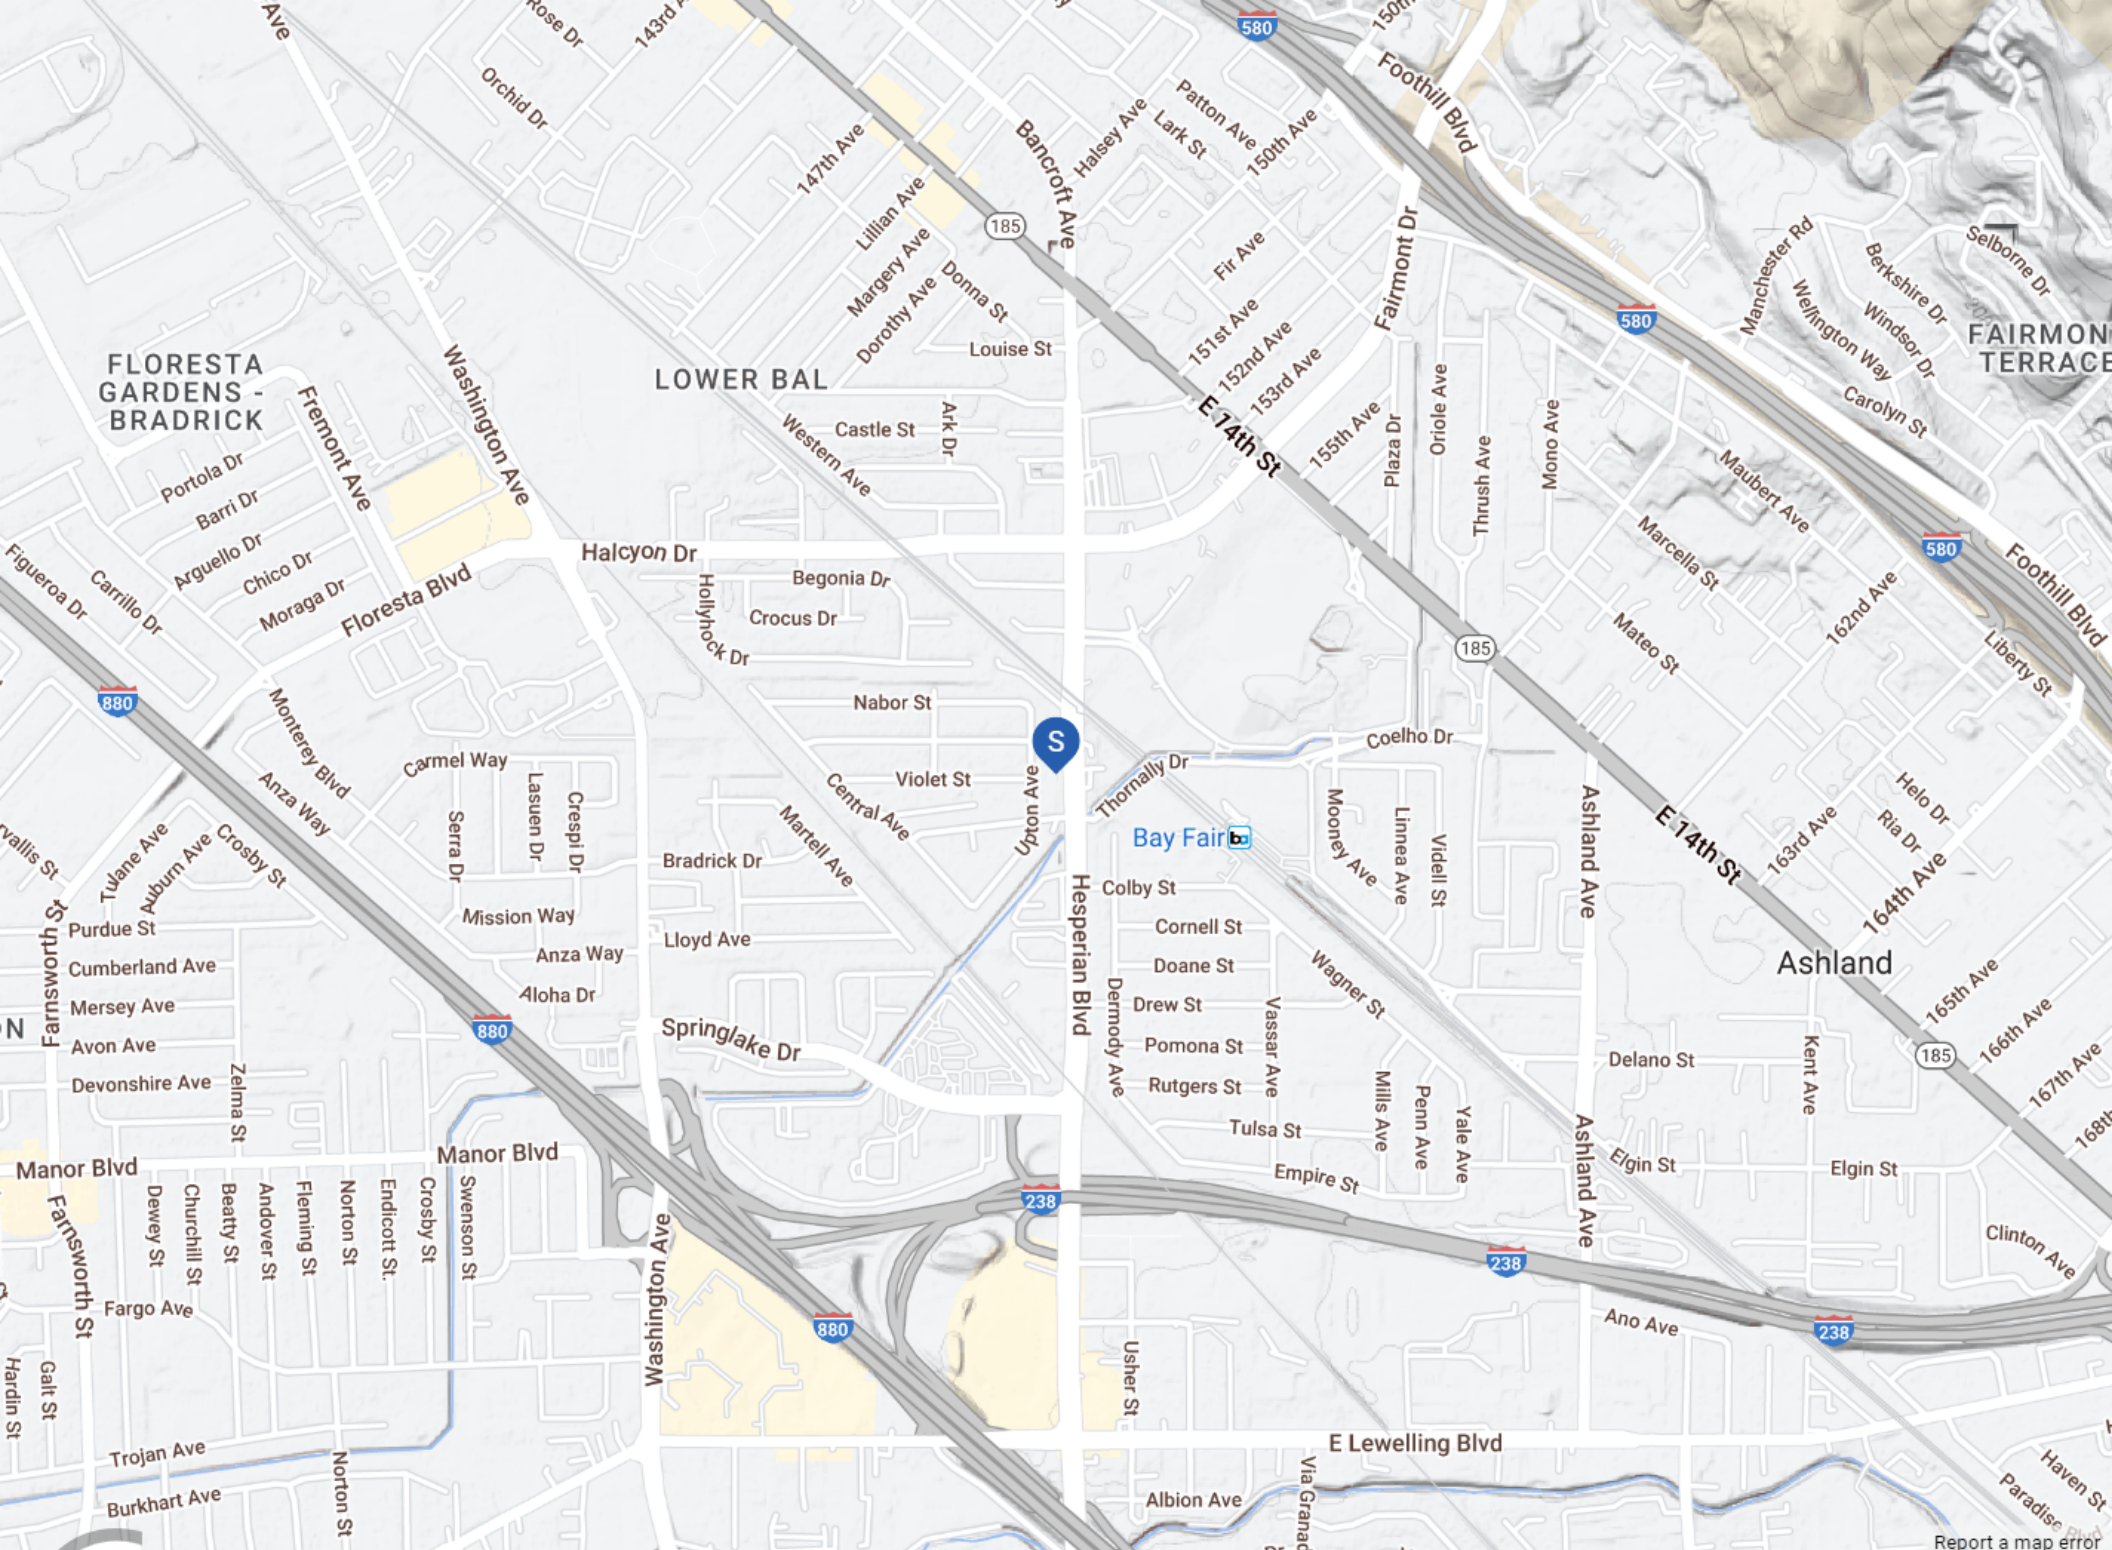 Ave
Rose Dr
143rd A
580
150th
Foothill Blvd
Orchid Dr
Patton Ave
Halsey Ave
Lark St
150th Ave
Bancroft Ave
147th Ave
Lillian Ave
185
Margery Ave
Donna St
Dorothy Ave
Louise St
Fir Ave
Fairmont Dr
151st Ave
152nd Ave
153rd Ave
580
Manchester Rd
Berkshire Dr
Selborne Dr
Wellington Way
Windsor Dr
FAIRMON
TERRACE
Carolyn St
FLORESTA
GARDENS -
BRADRICK
Washington Ave
LOWER BAL
Fremont Ave
Portola Dr
Barri Dr
Arguello Dr
Chico Dr
Moraga Dr
Castle St
Ark Dr
Western Ave
E 14th St
155th Ave
Plaza Dr
Oriole Ave
Thrush Ave
Mono Ave
Maubert Ave
Marcella St
580
Foothill Blvd
Figueroa Dr
Carrillo Dr
Floresta Blvd
Halcyon Dr
Hollyhock Dr
Begonia Dr
Crocus Dr
185
Mateo St
162nd Ave
Liberty St
880
Monterey Blvd
Nabor St
S
Violet St
Upton Ave
Central Ave
Thornally Dr
Coelho Dr
Carmel Way
Anza Way
Serra Dr
Lasuen Dr
Crespi Dr
Martell Ave
Bradrick Dr
Bay Fair
Mooney Ave
Linnea Ave
Videll St
Ashland Ave
E 14th St
Helo Dr
Ria Dr
163rd Ave
164th Ave
rvallis St
Tulane Ave
Auburn Ave
Crosby St
Farnsworth St
Purdue St
Cumberland Ave
Mersey Ave
Avon Ave
Devonshire Ave
Zelma St
ON
Mission Way
Anza Way
Aloha Dr
Lloyd Ave
880
Springlake Dr
Hesperian Blvd
Colby St
Cornell St
Doane St
Drew St
Pomona St
Rutgers St
Tulsa St
Empire St
Dermody Ave
Vassar Ave
Wagner St
Mills Ave
Penn Ave
Yale Ave
Ashland
165th Ave
166th Ave
167th Ave
168th
185
Delano St
Kent Ave
Ashland Ave
Elgin St
Elgin St
Clinton Ave
Manor Blvd
Manor Blvd
Farnsworth St
Dewey St
Churchill St
Beatty St
Andover St
Fleming St
Norton St
Endicott St.
Crosby St
Swenson St
Washington Ave
238
238
238
Fargo Ave
880
Ano Ave
Usher St
Hardin St
Galt St
Trojan Ave
Burkhart Ave
Norton St
E Lewelling Blvd
Albion Ave
Via Granad
Haven St
Paradise Blvd
Report a map error